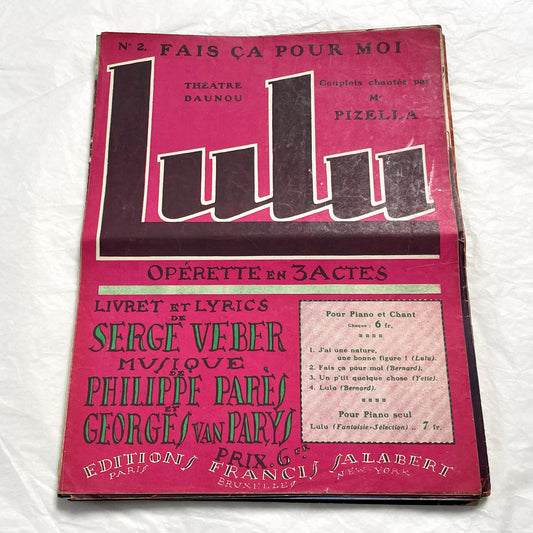 Nº 2. FAIS ÇA POUR MOI
THÉATRE
DAUNOU
Couplets chantés par
Mr
PIZELLA
Lulu
OPÉRETTE EN 3 ACTES
LIVRET ET LYRICS
DE
SERGE VEBER
MUSIQUE
DE
PHILIPPE PARÈS
ET
GEORGES VAN PARYS
PRIX. 6 FR
Pour Piano et Chant
Chaque : 6 fr.
1. J'ai une nature,
une bonne figure ! (Lulu).
2. Fais ça pour moi (Bernard).
3. Un p'tit quelque chose (Yette).
4. Lulu (Bernard).
Pour Piano seul
Lulu (Fantaisie-Sélection) .. 7 fr.
EDITIONS FRANCIS SALABERT
PARIS BRUXELLES NEW-YORK